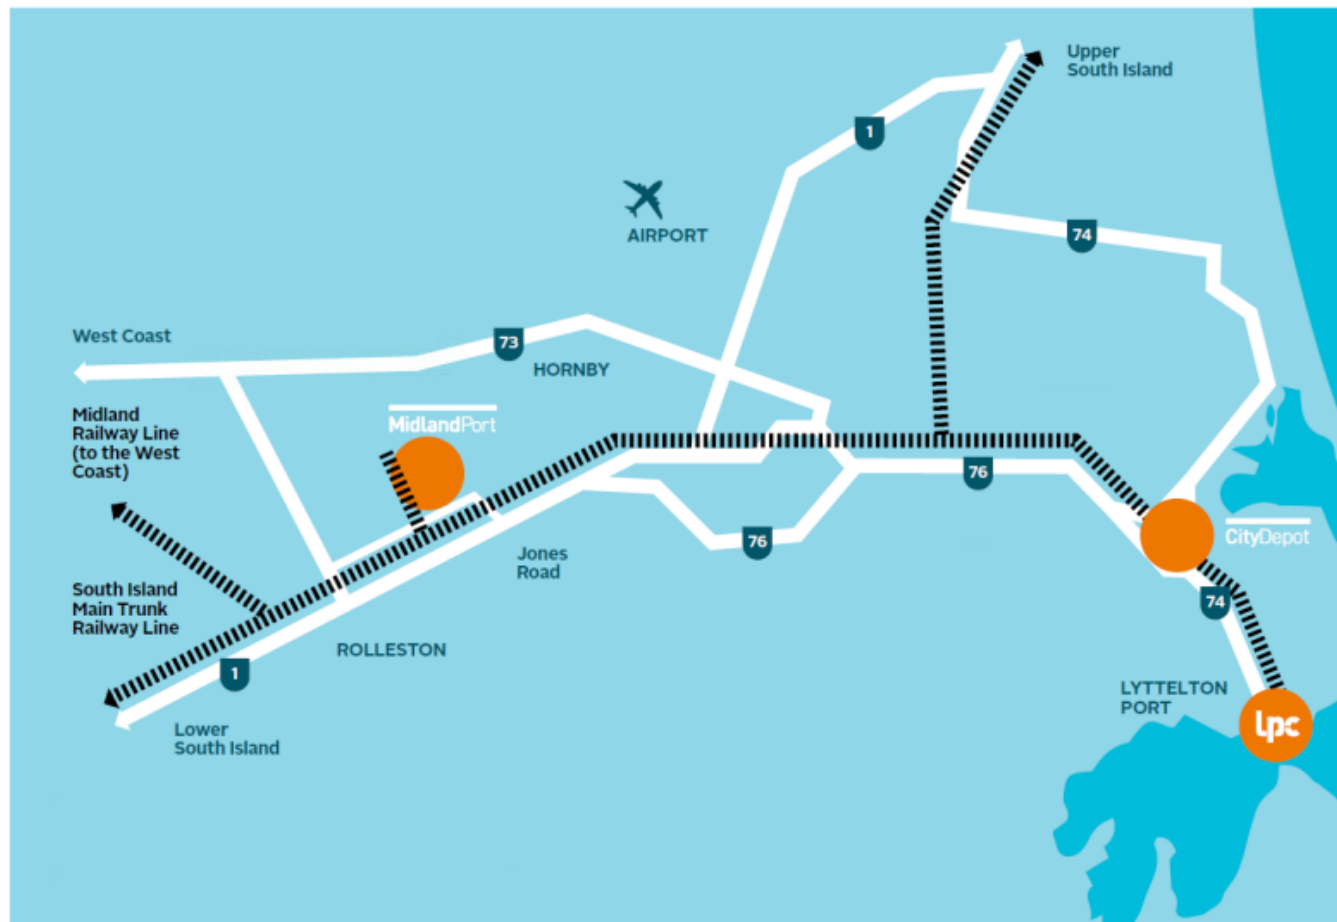 Upper
South Island
1
AIRPORT
74
West Coast
73
HORNBY
Midland
Railway Line
(to the West
Coast)
MidlandPort
76
CityDepot
76
Jones
Road
South Island
Main Trunk
Railway Line
74
ROLLESTON
1
LYTTELTON
PORT
lpc
Lower
South Island